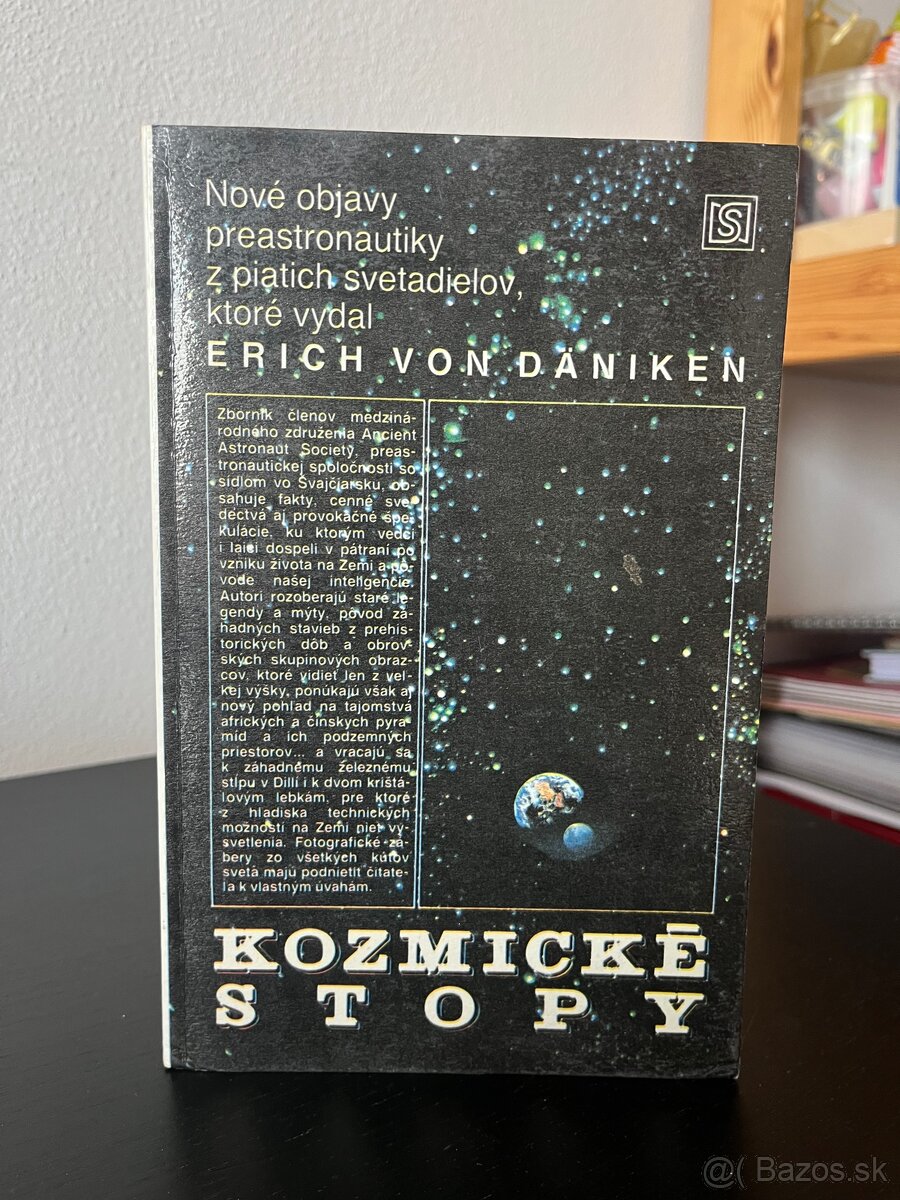 Nové objavy
preastronautiky
z piatich svetadielov,
ktoré vydal
ERICH VON DÄNIKEN
S
Zborník členov mediná-
rodného združenia Ancient
Astronaut Society, preas-
tronautickej spoločnosti so
sídlom vo Švajčiarsku, ob-
sahuje fakty, cenné sve-
dectvá aj provokačné špe-
kulácie, ku ktorým vedci
i laici dospeli v pátraní po
vzniku života na Zemi a pô-
vode našej inteligencie.
Autori rozoberajú staré le-
gendy a mýty, pôvod zá-
hadných stavieb z prehis-
torických dôb a obrov-
ských skupinových obraz-
cov, ktoré vidieť len z veľ-
kej výšky, ponúkajú však aj
nový pohľad na tajomstvá
afrických a čínskych pyra-
míd a ich podzemných
priestorov... a vracajú sa
k záhadnému železnému
stĺpu v Dillí i k dvom krištá-
ľovým lebkám, pre ktoré
z hľadiska technických
možností na Zemi niet vy-
svetlenia. Fotografické zá-
bery zo všetkých kútov
sveta majú podnietiť čitate-
ľa k vlastným úvahám.
KOZMICKÉ
STOPY
@( Bazos.sk